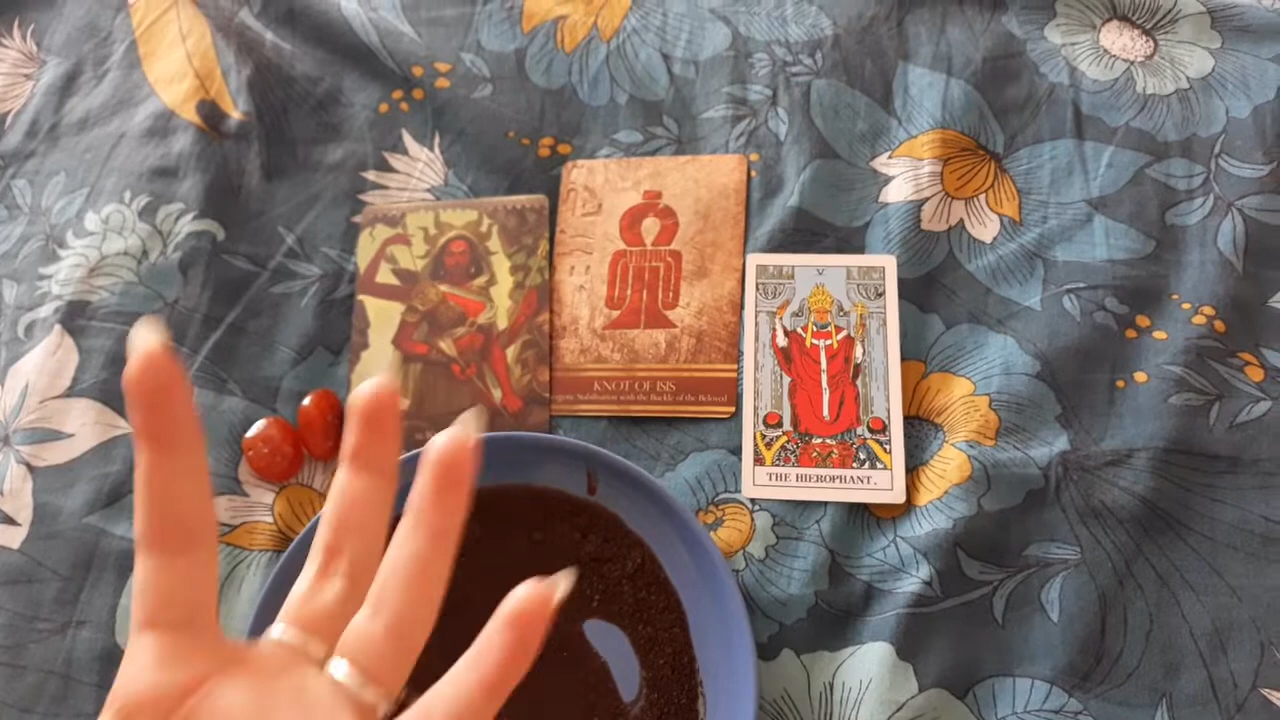 KNOT OF ISIS
Stabilisation with the Buckle of the Beloved
V
THE HIEROPHANT.